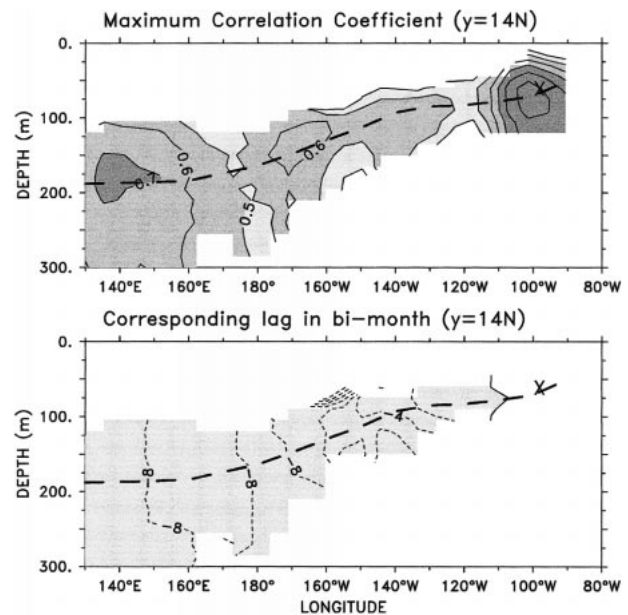 Maximum Correlation Coefficient (y=14N)
0.
100.
200.
300.
DEPTH (m)
0.7
0.6
0.5
0.6
X
140°E 160°E 180° 160°W 140°W 120°W 100°W 80°W
Corresponding lag in bi-month (y=14N)
0.
100.
200.
300.
DEPTH (m)
8
8
8
8
4
X
140°E 160°E 180° 160°W 140°W 120°W 100°W 80°W
LONGITUDE